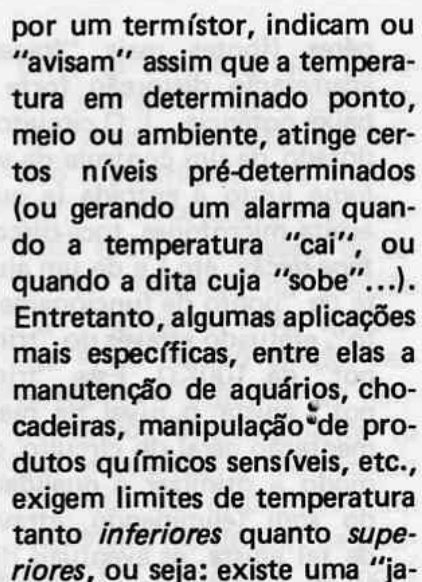 por um termístor, indicam ou
"avisam" assim que a tempera-
tura em determinado ponto,
meio ou ambiente, atinge cer-
tos níveis pré-determinados
(ou gerando um alarma quan-
do a temperatura "cai", ou
quando a dita cuja "sobe"...).
Entretanto, algumas aplicações
mais específicas, entre elas a
manutenção de aquários, cho-
cadeiras, manipulação de pro-
dutos químicos sensíveis, etc.,
exigem limites de temperatura
tanto inferiores quanto supe-
riores, ou seja: existe uma "ja-